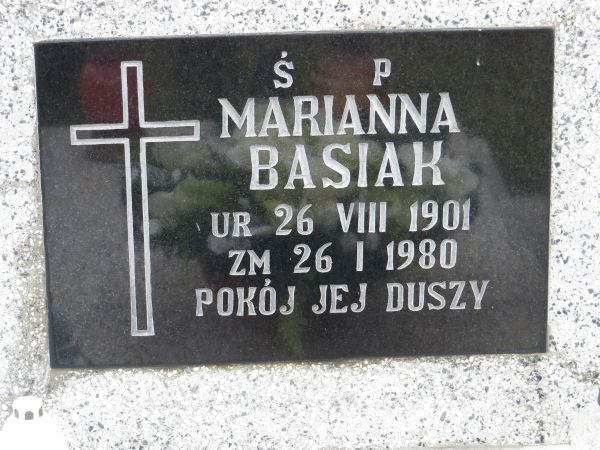 Ś P
MARIANNA
BASIAK
UR 26 VIII 1901
ZM 26 I 1980
POKÓJ JEJ DUSZY